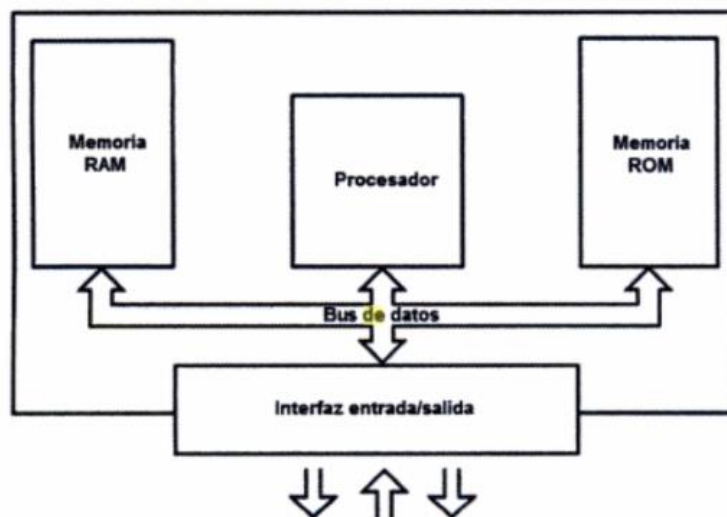 Memoria
RAM
Procesador
Memoria
ROM
Bus de datos
Interfaz entrada/salida